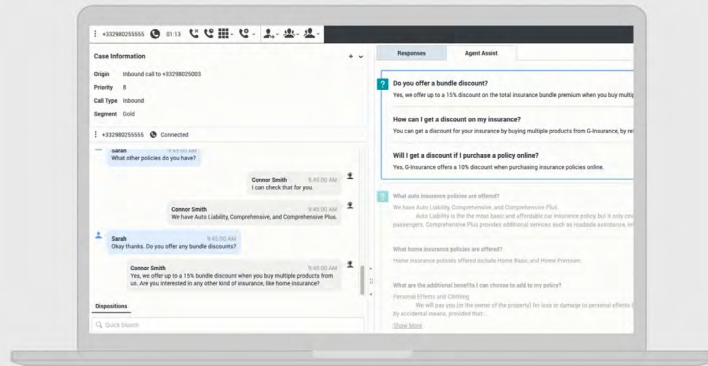 +332980255555 01:13
Case Information
Origin Inbound call to +33298025003
Priority 8
Call Type Inbound
Segment Gold
+332980255555 Connected
Sarah 9:45:00 AM
What other policies do you have?
Connor Smith 9:45:00 AM
I can check that for you.
Connor Smith 9:45:00 AM
We have Auto Liability, Comprehensive, and Comprehensive Plus.
Sarah 9:45:00 AM
Okay thanks. Do you offer any bundle discounts?
Connor Smith 9:45:00 AM
Yes, we offer up to a 15% bundle discount when you buy multiple products from
us. Are you interested in any other kind of insurance, like home insurance?
Dispositions
Quick Search
Responses Agent Assist
Do you offer a bundle discount?
Yes, we offer up to a 15% discount on the total insurance bundle premium when you buy
How can I get a discount on my insurance?
You can get a discount for your insurance by buying multiple products from G-Insurance, by
Will I get a discount if I purchase a policy online?
Yes, G-Insurance offers a 10% discount when purchasing insurance policies online.
What auto insurance policies are offered?
We have Auto Liability, Comprehensive, and Comprehensive Plus.
Auto Liability is the the most basic and affordable car insurance policy but it only
passengers. Comprehensive Plus provides additional services such as roadside assistance,
What home insurance policies are offered?
Home insurance policies offered include Home Basic, and Home Premium.
What are the additional benefits I can choose to add to my policy?
Personal Effects and Clothing
We will pay you (or the owner of the property) for loss or damage to personal effects
by accidental means, provided that...
Show More